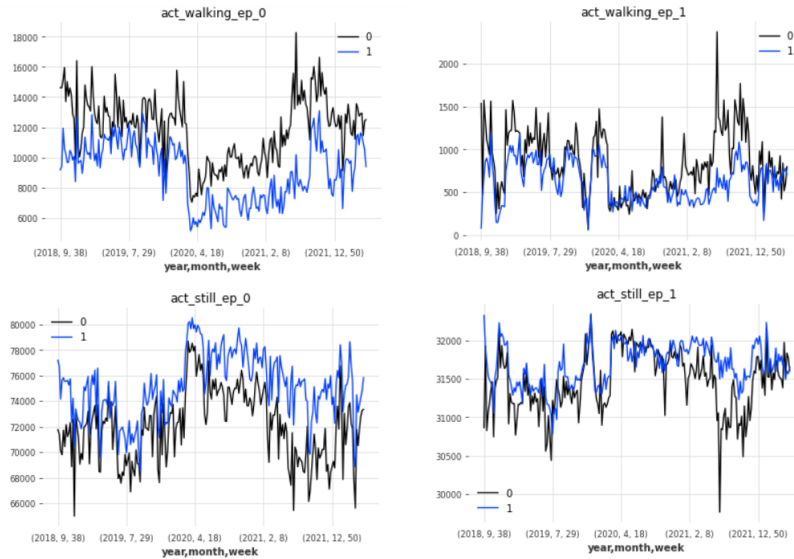 act_walking_ep_0
18000
16000
14000
12000
10000
8000
6000
0
1
(2018, 9, 38) (2019, 7, 29) (2020, 4, 18) (2021, 2, 8) (2021, 12, 50)
year,month,week
act_walking_ep_1
2000
1500
1000
500
0
0
1
(2018, 9, 38) (2019, 7, 29) (2020, 4, 18) (2021, 2, 8) (2021, 12, 50)
year,month,week
act_still_ep_0
80000
78000
76000
74000
72000
70000
68000
66000
0
1
(2018, 9, 38) (2019, 7, 29) (2020, 4, 18) (2021, 2, 8) (2021, 12, 50)
year,month,week
act_still_ep_1
32000
31500
31000
30500
30000
0
1
(2018, 9, 38) (2019, 7, 29) (2020, 4, 18) (2021, 2, 8) (2021, 12, 50)
year,month,week